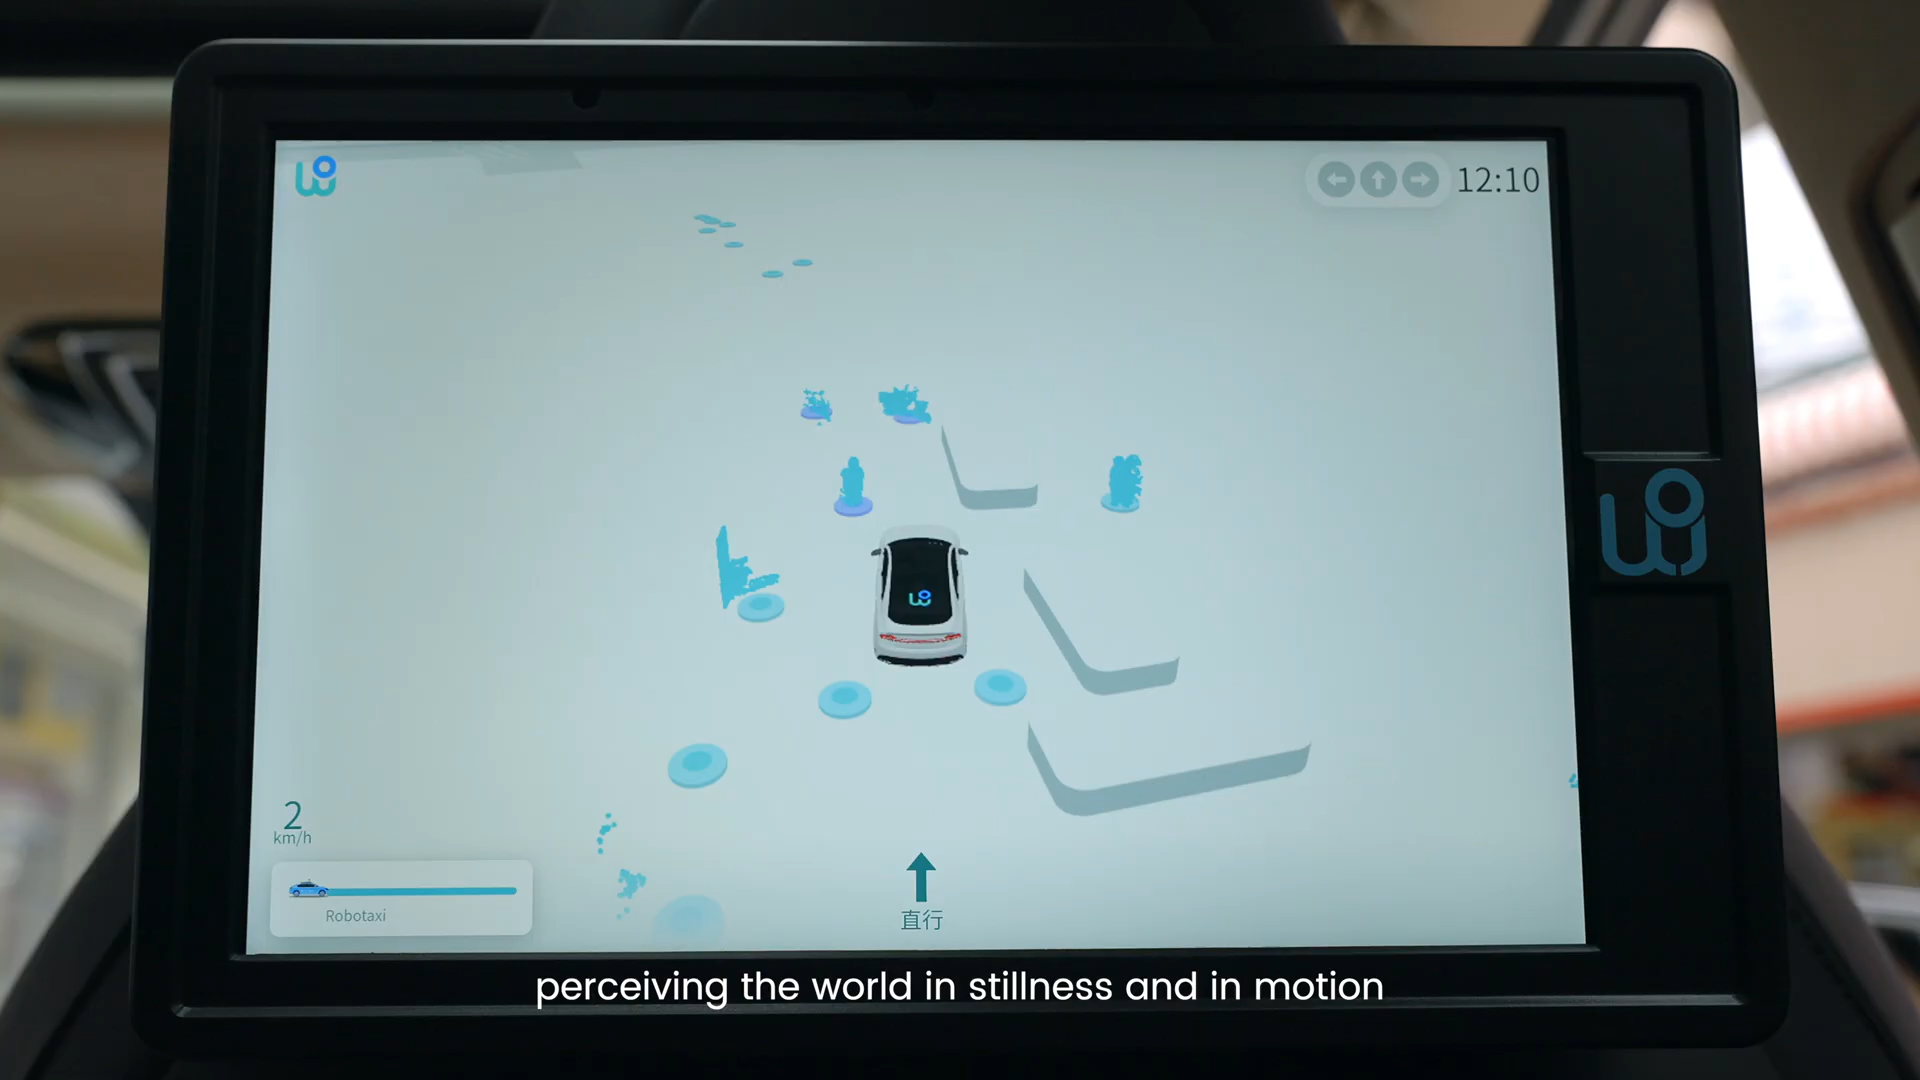 12:10
2
km/h
Robotaxi
直行
perceiving the world in stillness and in motion